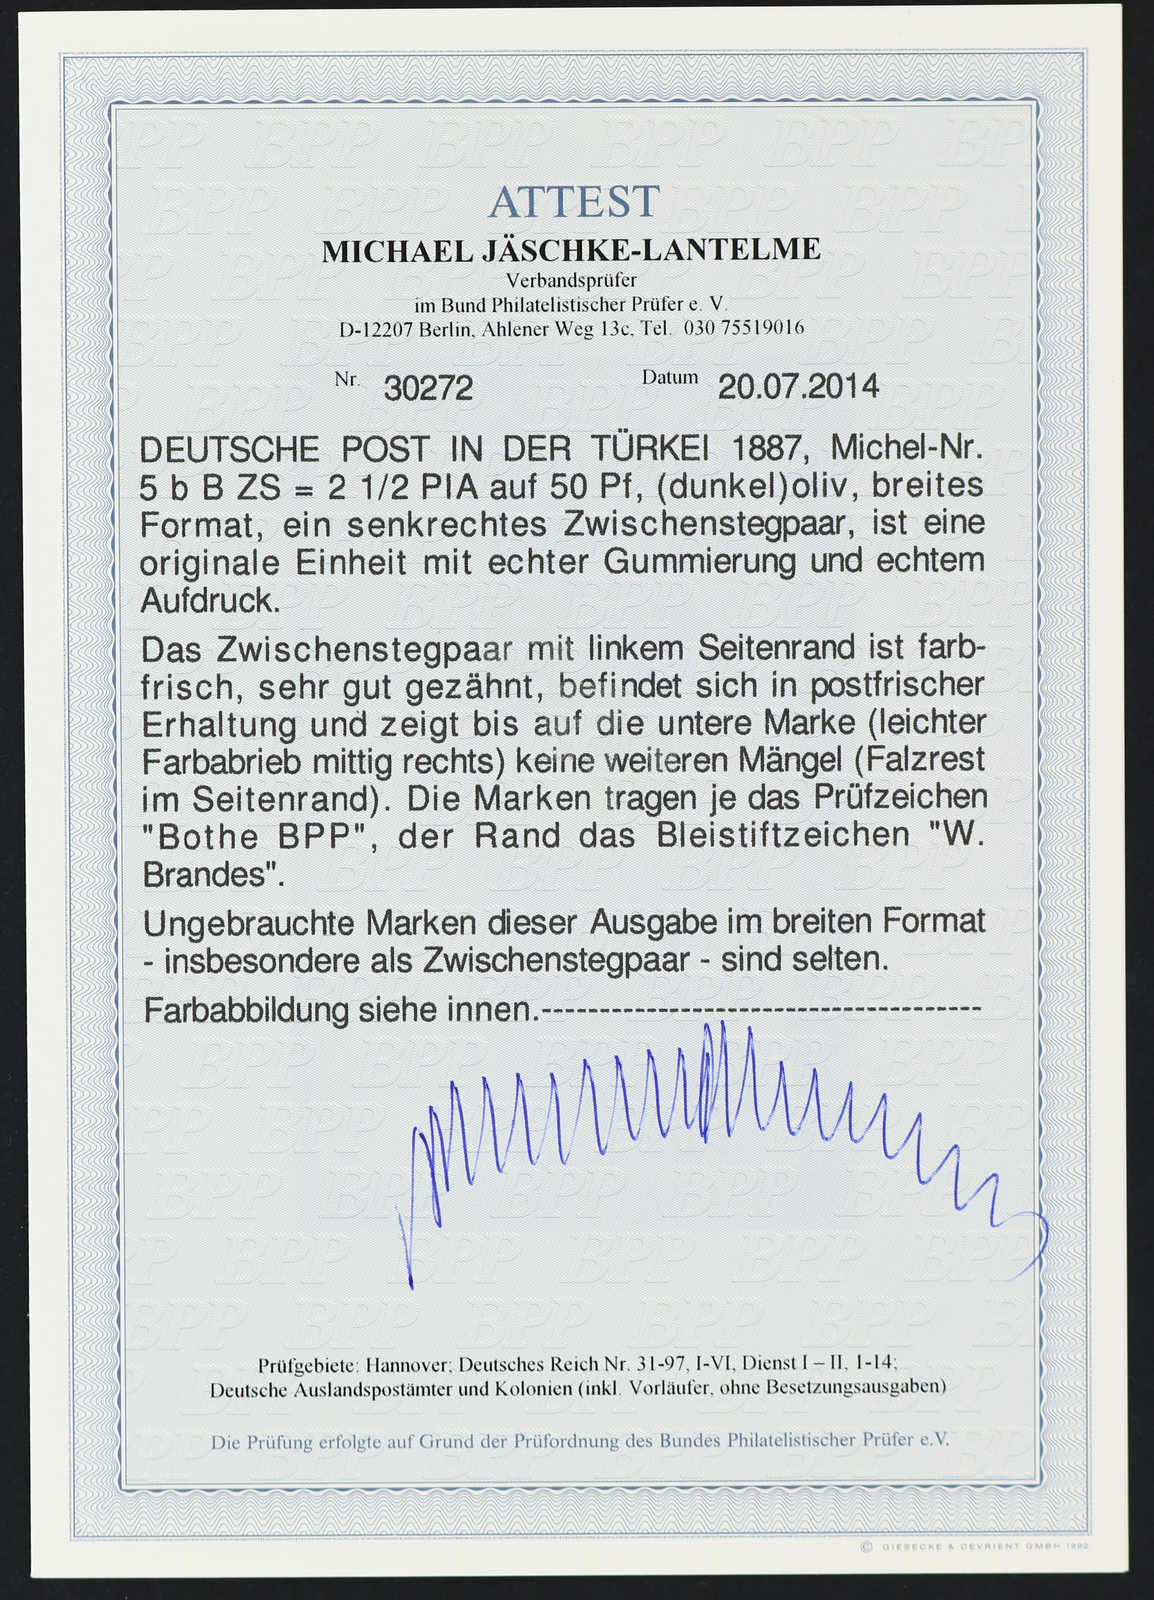 ATTEST
MICHAEL JÄSCHKE-LANTELME
Verbandsprüfer
im Bund Philatelistischer Prüfer e. V.
D-12207 Berlin, Ahlener Weg 13c, Tel. 030 75519016
Nr. 30272 Datum 20.07.2014
DEUTSCHE POST IN DER TÜRKEI 1887, Michel-Nr.
5 b B ZS = 2 1/2 PIA auf 50 Pf, (dunkel)oliv, breites
Format, ein senkrechtes Zwischenstegpaar, ist eine
originale Einheit mit echter Gummierung und echtem
Aufdruck.
Das Zwischenstegpaar mit linkem Seitenrand ist farb-
frisch, sehr gut gezähnt, befindet sich in postfrischer
Erhaltung und zeigt bis auf die untere Marke (leichter
Farbabrieb mittig rechts) keine weiteren Mängel (Falzrest
im Seitenrand). Die Marken tragen je das Prüfzeichen
"Bothe BPP", der Rand das Bleistiftzeichen "W.
Brandes".
Ungebrauchte Marken dieser Ausgabe im breiten Format
- insbesondere als Zwischenstegpaar - sind selten.
Farbabbildung siehe innen.-------------------------------------
Prüfgebiete: Hannover; Deutsches Reich Nr. 31-97, I-VI, Dienst I – II, 1-14;
Deutsche Auslandspostämter und Kolonien (inkl. Vorläufer, ohne Besetzungsausgaben)
Die Prüfung erfolgte auf Grund der Prüfordnung des Bundes Philatelistischer Prüfer e.V.
© GIESECKE & DEVRIENT GMBH 1992